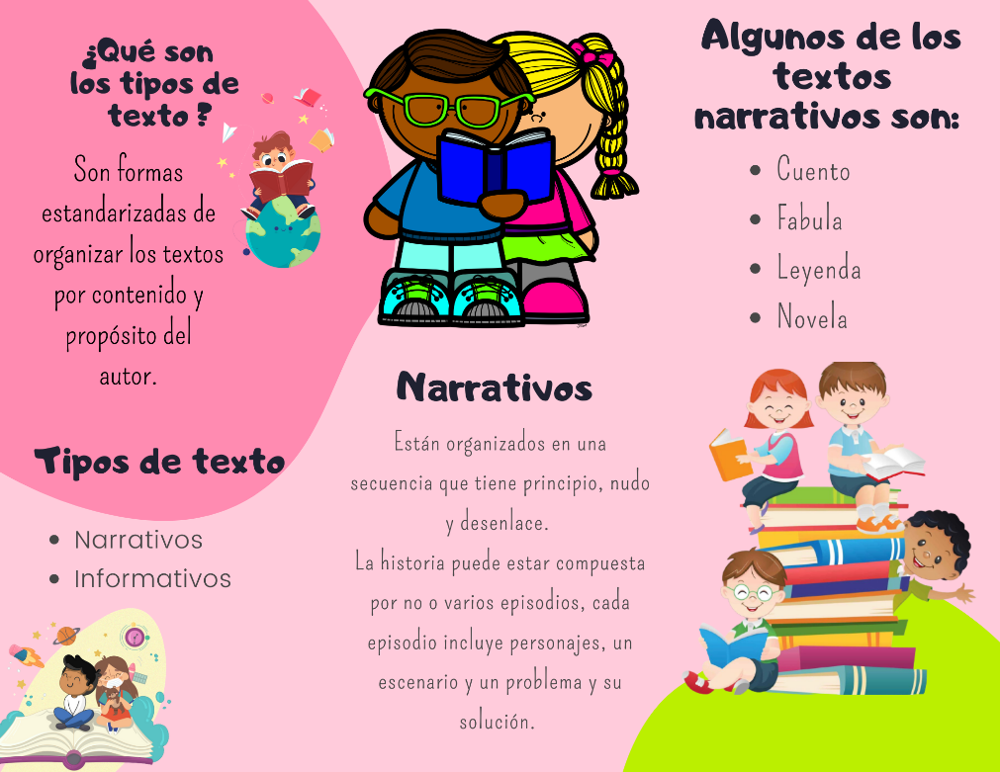 ¿Qué son
los tipos de
texto ?
Son formas
estandarizadas de
organizar los textos
por contenido y
propósito del
autor.
Tipos de texto
• Narrativos
• Informativos
Narrativos
Están organizados en una
secuencia que tiene principio, nudo
y desenlace.
La historia puede estar compuesta
por no o varios episodios, cada
episodio incluye personajes, un
escenario y un problema y su
solución.
Algunos de los
textos
narrativos son:
• Cuento
• Fabula
• Leyenda
• Novela